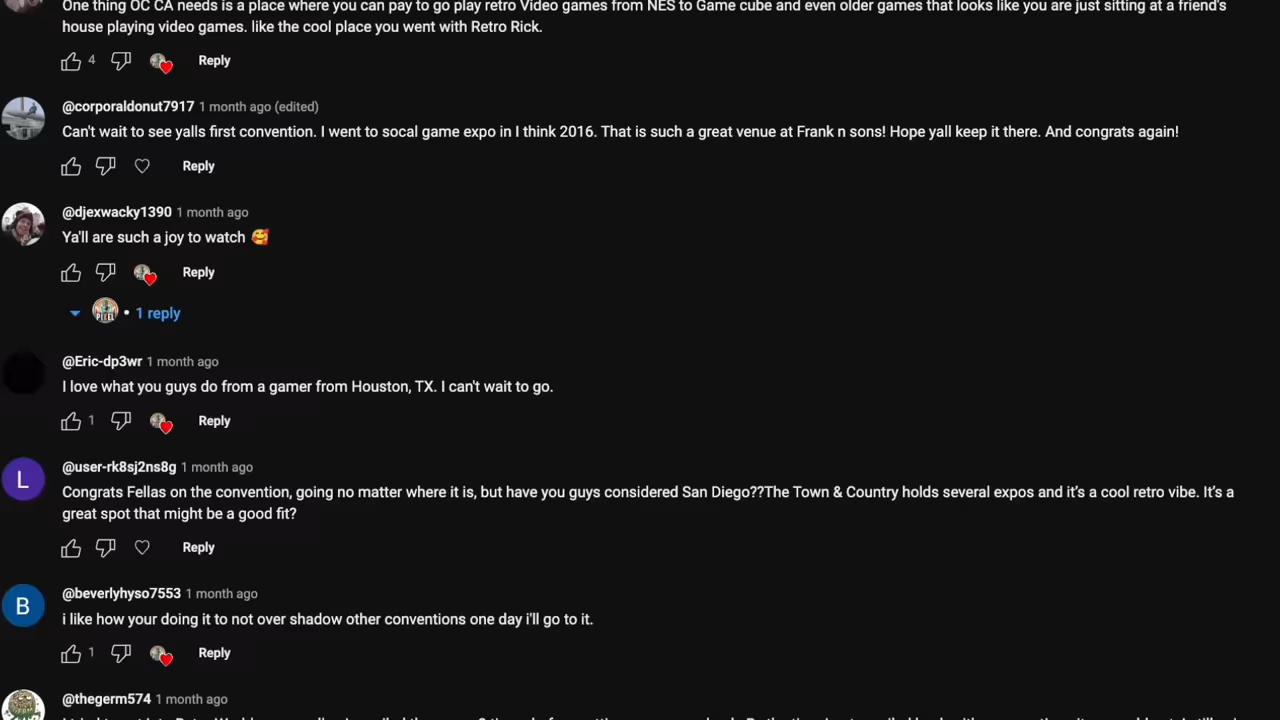 One thing OC CA needs is a place where you can pay to go play retro Video games from NES to Game cube and even older games that looks like you are just sitting at a friend's
house playing video games. like the cool place you went with Retro Rick.
4 Reply
@corporaldonut7917 1 month ago (edited)
Can't wait to see yalls first convention. I went to socal game expo in I think 2016. That is such a great venue at Frank n sons! Hope yall keep it there. And congrats again!
Reply
@djexwacky1390 1 month ago
Ya'll are such a joy to watch 🥰
Reply
PIXEL • 1 reply
@Eric-dp3wr 1 month ago
I love what you guys do from a gamer from Houston, TX. I can't wait to go.
1 Reply
L @user-rk8sj2ns8g 1 month ago
Congrats Fellas on the convention, going no matter where it is, but have you guys considered San Diego??The Town & Country holds several expos and it's a cool retro vibe. It's a
great spot that might be a good fit?
Reply
B @beverlyhyso7553 1 month ago
i like how your doing it to not over shadow other conventions one day i'll go to it.
1 Reply
@thegerm574 1 month ago